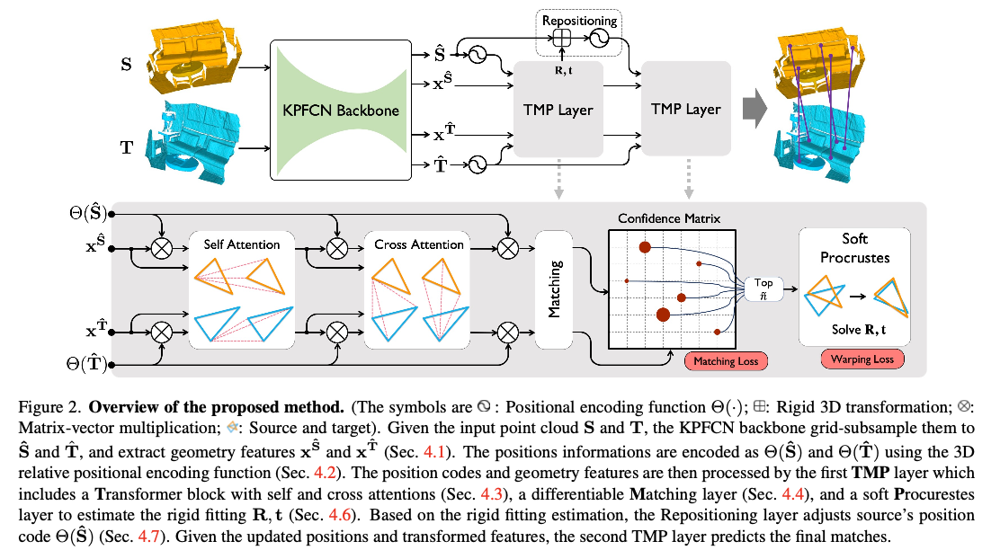 Repositioning
S
Ŝ
R, t
x^Ŝ
KPFCN Backbone
TMP Layer
TMP Layer
x^T̂
T
T̂
Θ(Ŝ)
Confidence Matrix
x^Ŝ
Self Attention
Cross Attention
Matching
Soft
Procrustes
Top
n̂
x^T̂
Solve R, t
Θ(T̂)
Matching Loss
Warping Loss
Figure 2. Overview of the proposed method. (The symbols are : Positional encoding function Θ(·); ⊞: Rigid 3D transformation; ⊗:
Matrix-vector multiplication; : Source and target). Given the input point cloud S and T, the KPFCN backbone grid-subsample them to
Ŝ and T̂, and extract geometry features x^Ŝ and x^T̂ (Sec. 4.1). The positions informations are encoded as Θ(Ŝ) and Θ(T̂) using the 3D
relative positional encoding function (Sec. 4.2). The position codes and geometry features are then processed by the first TMP layer which
includes a Transformer block with self and cross attentions (Sec. 4.3), a differentiable Matching layer (Sec. 4.4), and a soft Procurestes
layer to estimate the rigid fitting R, t (Sec. 4.6). Based on the rigid fitting estimation, the Repositioning layer adjusts source's position
code Θ(Ŝ) (Sec. 4.7). Given the updated positions and transformed features, the second TMP layer predicts the final matches.